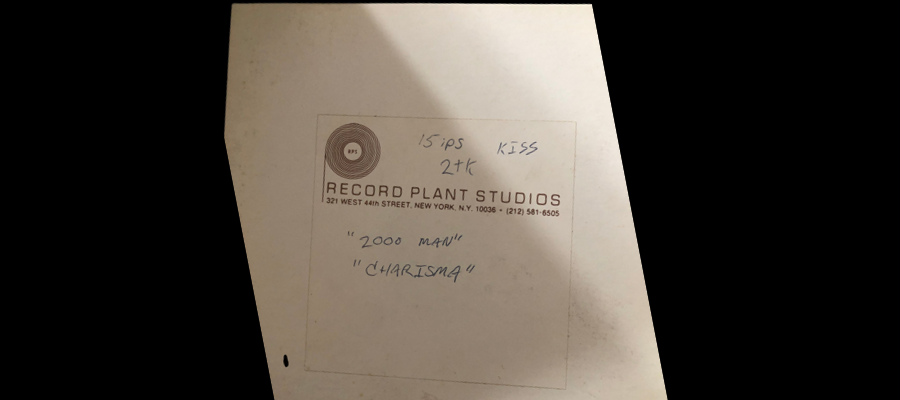 RPS
15 ips KISS
2tK
RECORD PLANT STUDIOS
321 WEST 44th STREET, NEW YORK, N.Y. 10036 • (212) 581-6505
"2000 MAN"
"CHARISMA"